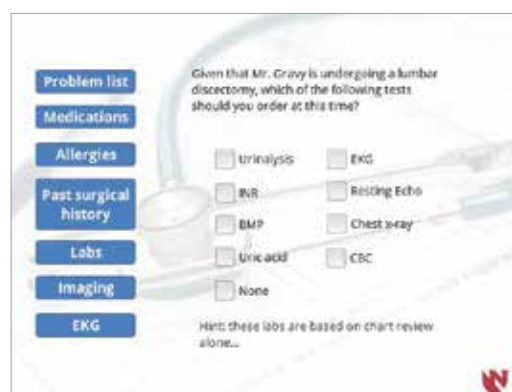 Problem list
Medications
Allergies
Past surgical
history
Labs
Imaging
EKG
Given that Mr. Gravy is undergoing a lumbar
discectomy, which of the following tests
should you order at this time?
Urinalysis
INR
BMP
Uric acid
None
EKG
Resting Echo
Chest x-ray
CBC
Hint: these labs are based on chart review
alone...
N